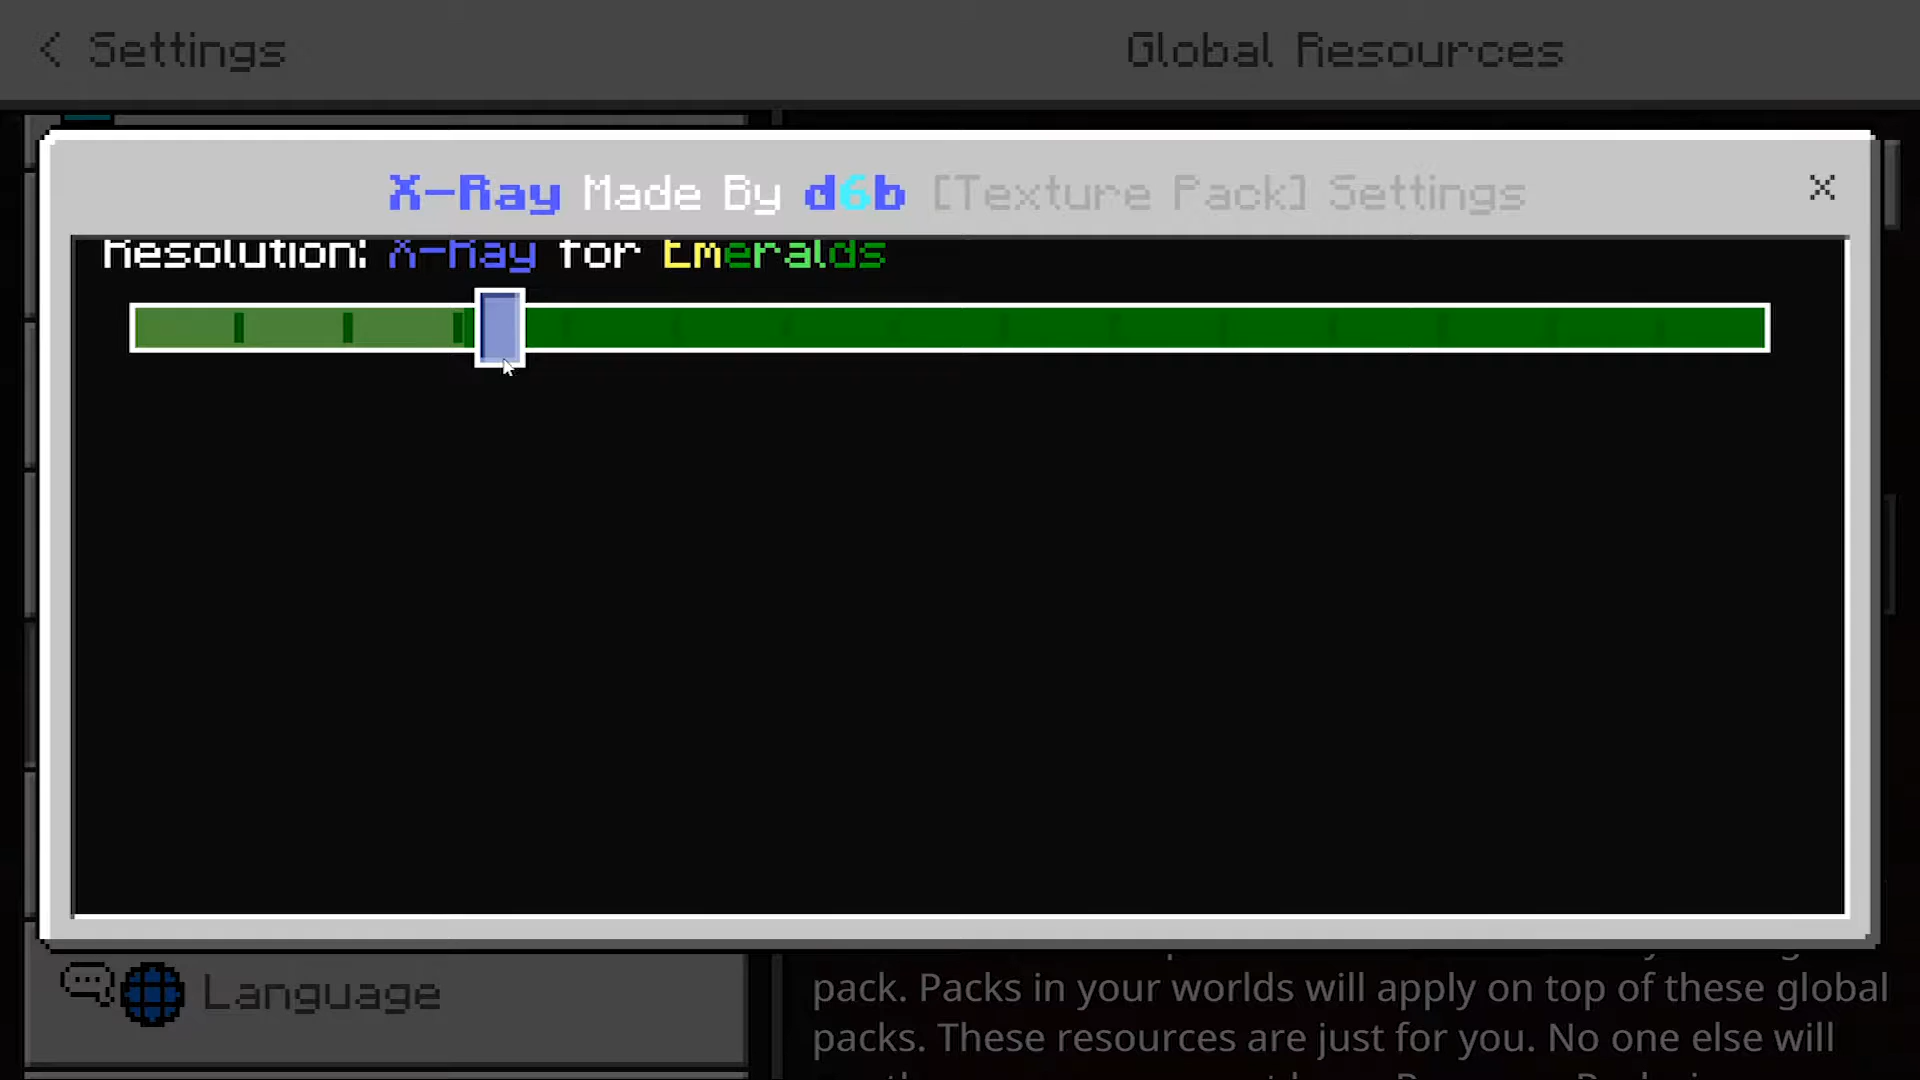 < Settings
Global Resources
X-Ray Made By d6b [Texture Pack] Settings
Resolution: X-Ray for Emeralds
Language
pack. Packs in your worlds will apply on top of these global
packs. These resources are just for you. No one else will